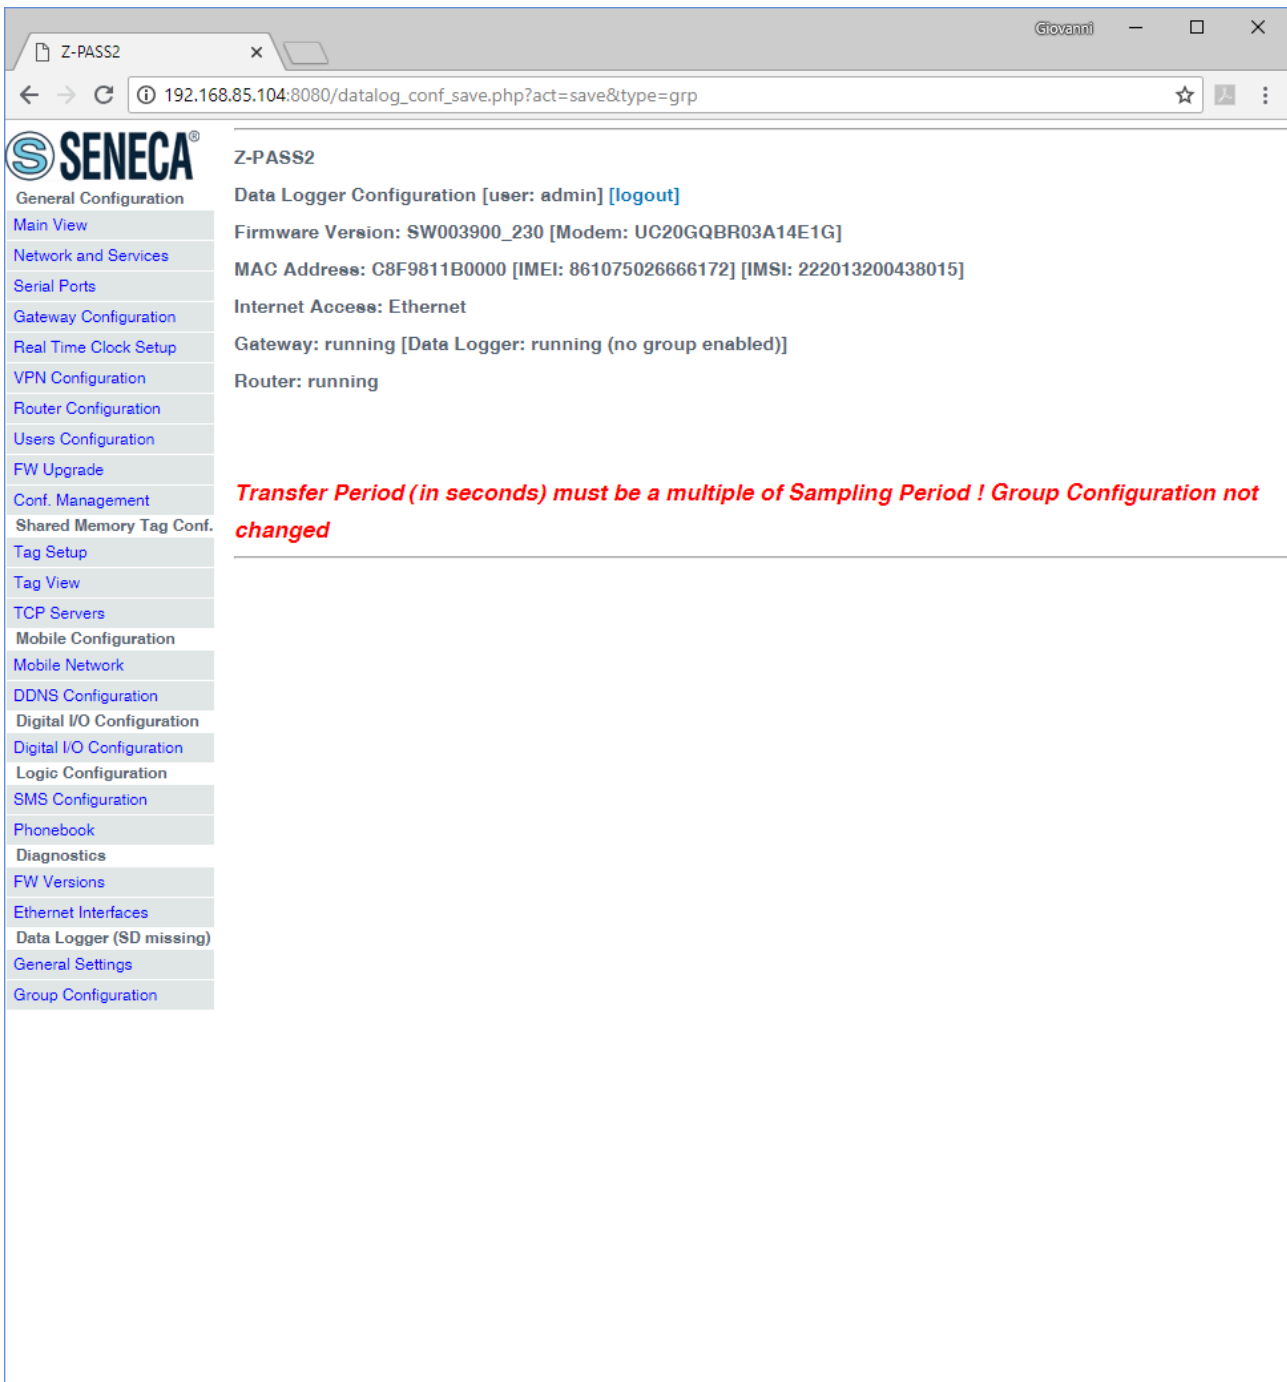 Giovanni
Z-PASS2
192.168.85.104:8080/datalog_conf_save.php?act=save&type=grp
SENECA®
General Configuration
Main View
Network and Services
Serial Ports
Gateway Configuration
Real Time Clock Setup
VPN Configuration
Router Configuration
Users Configuration
FW Upgrade
Conf. Management
Shared Memory Tag Conf.
Tag Setup
Tag View
TCP Servers
Mobile Configuration
Mobile Network
DDNS Configuration
Digital I/O Configuration
Digital I/O Configuration
Logic Configuration
SMS Configuration
Phonebook
Diagnostics
FW Versions
Ethernet Interfaces
Data Logger (SD missing)
General Settings
Group Configuration
Z-PASS2
Data Logger Configuration [user: admin] [logout]
Firmware Version: SW003900_230 [Modem: UC20GQBR03A14E1G]
MAC Address: C8F9811B0000 [IMEI: 861075026666172] [IMSI: 222013200438015]
Internet Access: Ethernet
Gateway: running [Data Logger: running (no group enabled)]
Router: running
Transfer Period (in seconds) must be a multiple of Sampling Period ! Group Configuration not
changed